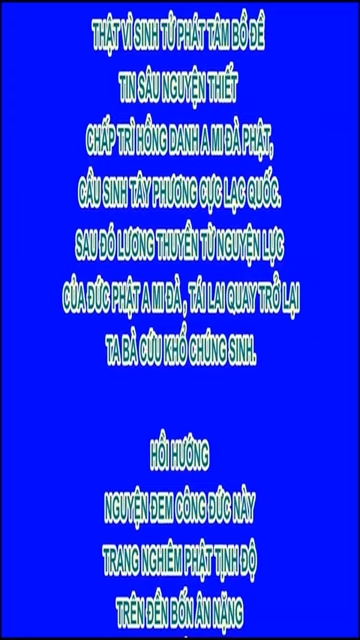 THẬT VÌ SINH TỬ PHÁT TÂM BỒ ĐỀ
TIN SÂU NGUYỆN THIẾT
CHẤP TRÌ HỒNG DANH A MI ĐÀ PHẬT,
CẦU SINH TÂY PHƯƠNG CỰC LẠC QUỐC.
SAU ĐÓ LƯƠNG THUYỀN TỪ NGUYỆN LỰC
CỦA ĐỨC PHẬT A MI ĐÀ , TÁI LAI QUAY TRỞ LẠI
TA BÀ CỨU KHỔ CHÚNG SINH.
HỒI HƯỚNG
NGUYỆN ĐEM CÔNG ĐỨC NÀY
TRANG NGHIÊM PHẬT TỊNH ĐỘ
TRÊN ĐỀN BỐN ÂN NẶNG